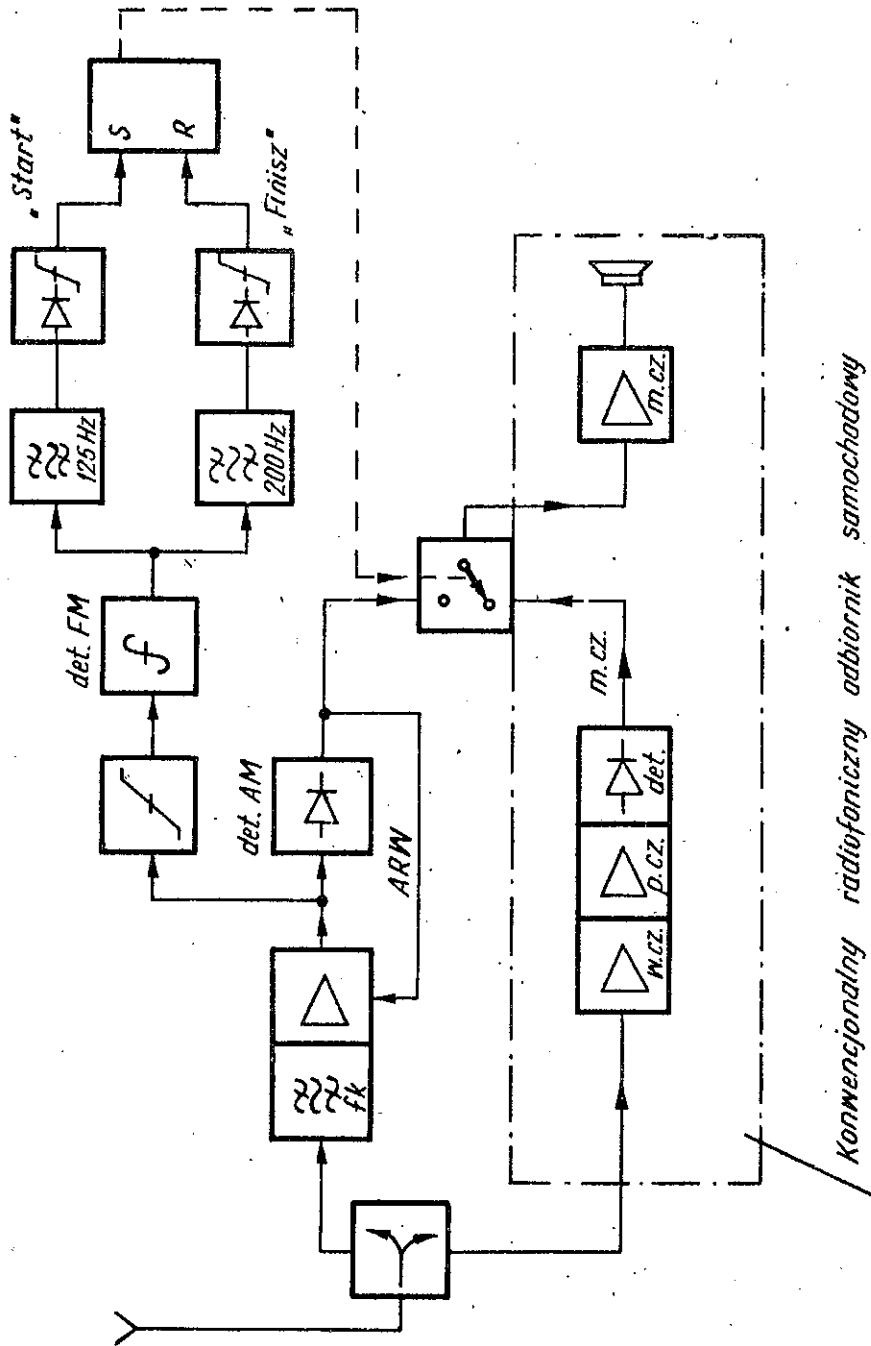 „Start"
S
R
„Finisz"
125 Hz
200 Hz
det. FM
det. AM
ARW
fk
m.cz.
m.cz.
w.cz.
p.cz.
det.
Konwencjonalny radiofoniczny odbiornik samochodowy